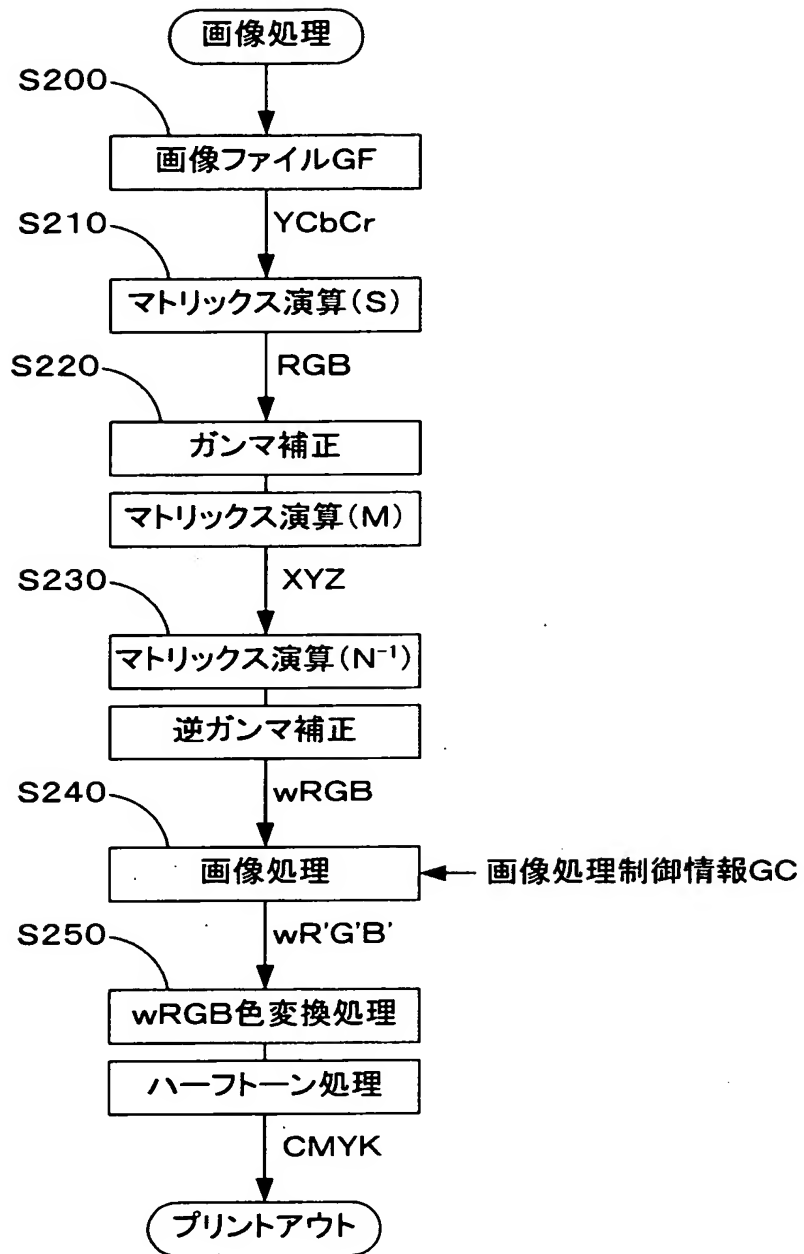 画像処理
S200
画像ファイルGF
YCbCr
S210
マトリックス演算(S)
RGB
S220
ガンマ補正
マトリックス演算(M)
XYZ
S230
マトリックス演算(N⁻¹)
逆ガンマ補正
wRGB
S240
画像処理
画像処理制御情報GC
wR'G'B'
S250
wRGB色変換処理
ハーフトーン処理
CMYK
プリントアウト